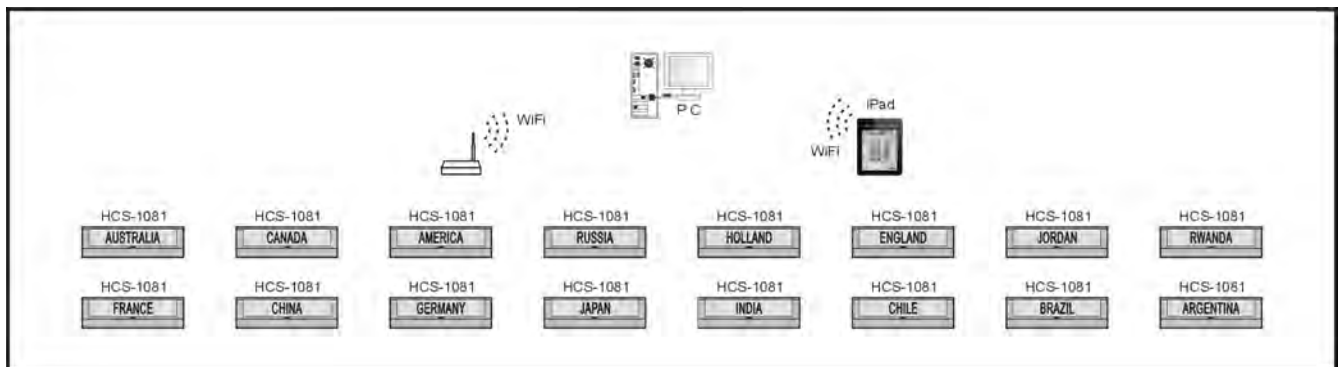 PC
WiFi
iPad
WiFi
HCS-1081 HCS-1081 HCS-1081 HCS-1081 HCS-1081 HCS-1081 HCS-1081 HCS-1081
AUSTRALIA CANADA AMERICA RUSSIA HOLLAND ENGLAND JORDAN RWANDA
HCS-1081 HCS-1081 HCS-1081 HCS-1081 HCS-1081 HCS-1081 HCS-1081 HCS-1081
FRANCE CHINA GERMANY JAPAN INDIA CHILE BRAZIL ARGENTINA